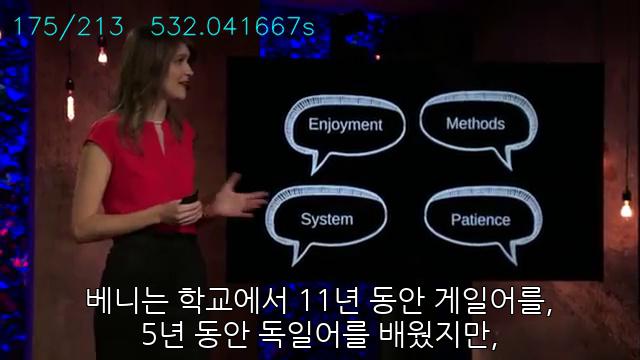 175/213 532.041667s
Enjoyment
Methods
System
Patience
베니는 학교에서 11년 동안 게일어를,
5년 동안 독일어를 배웠지만,